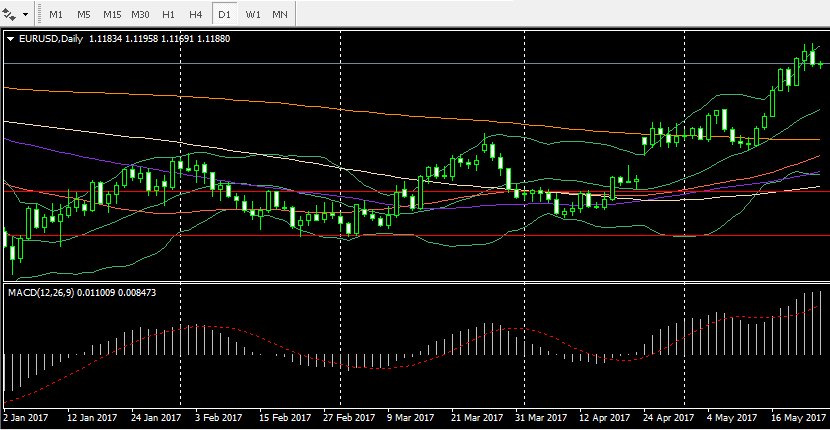 M1 M5 M15 M30 H1 H4 D1 W1 MN
EURUSD,Daily 1.11834 1.11958 1.11691 1.11880
MACD(12,26,9) 0.011009 0.008473
2 Jan 2017 12 Jan 2017 24 Jan 2017 3 Feb 2017 15 Feb 2017 27 Feb 2017 9 Mar 2017 21 Mar 2017 31 Mar 2017 12 Apr 2017 24 Apr 2017 4 May 2017 16 May 2017